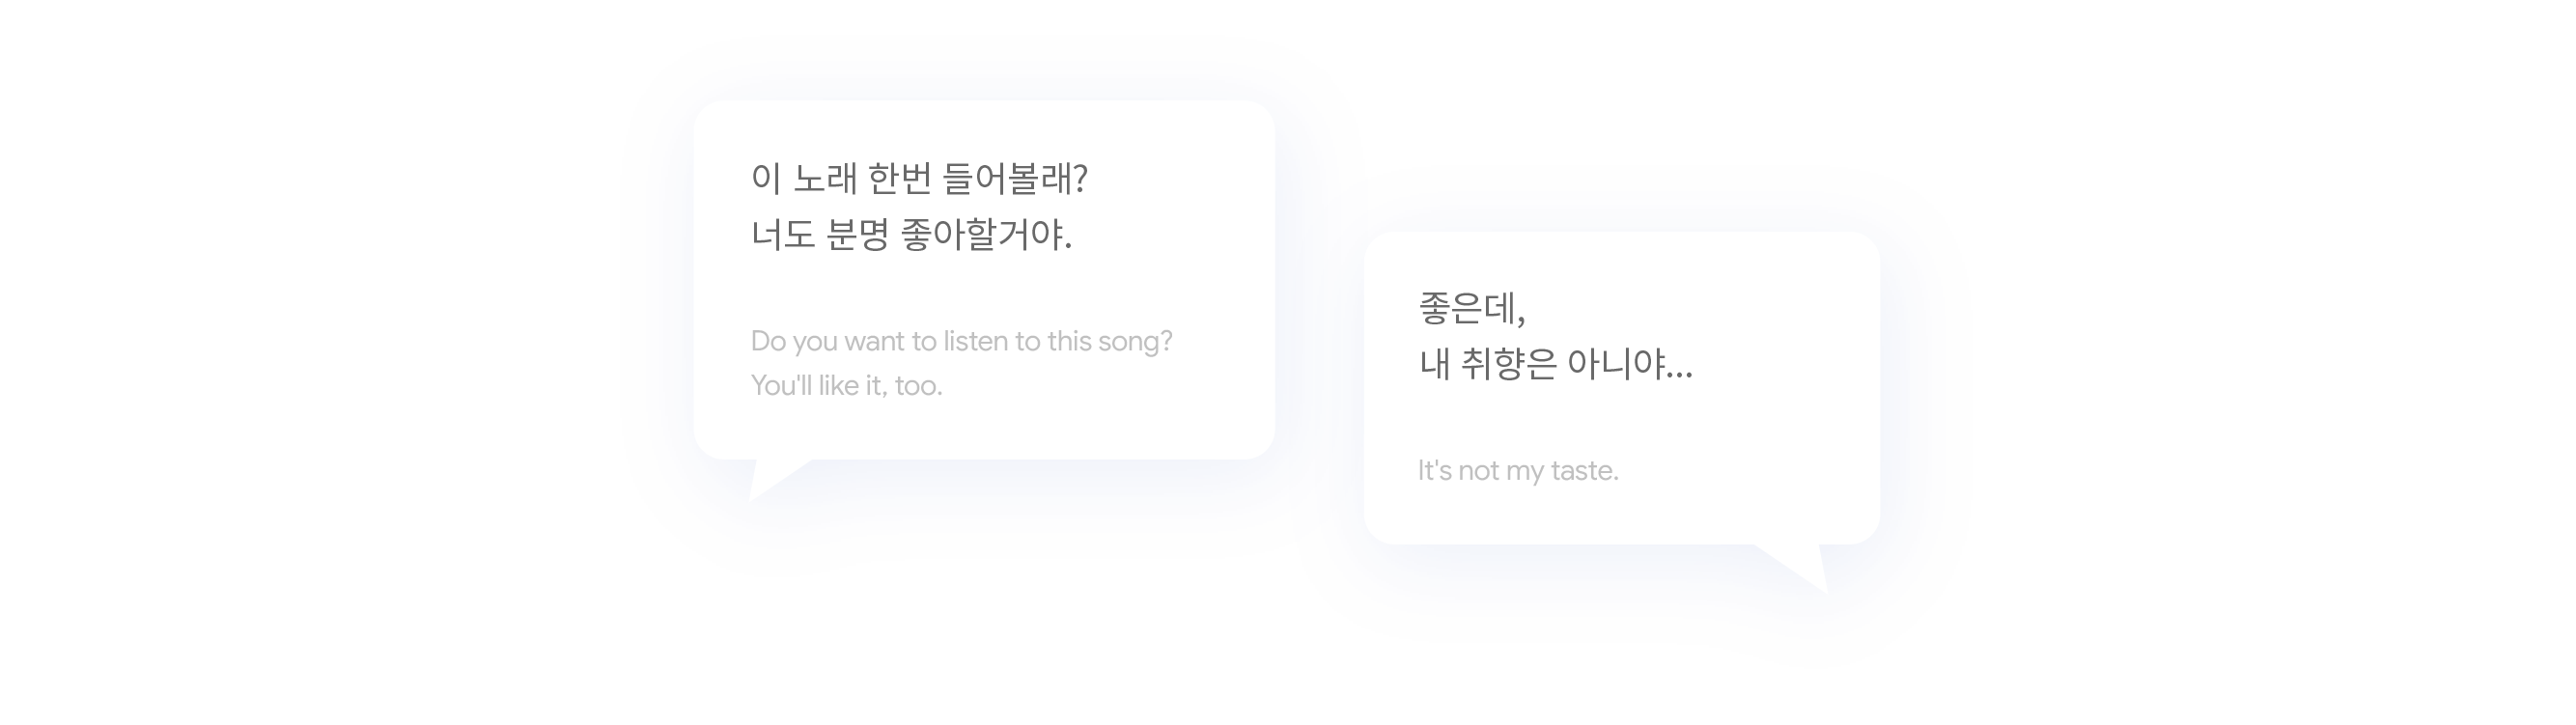 이 노래 한번 들어볼래?
너도 분명 좋아할거야.
Do you want to listen to this song?
You'll like it, too.
좋은데,
내 취향은 아니야...
It's not my taste.